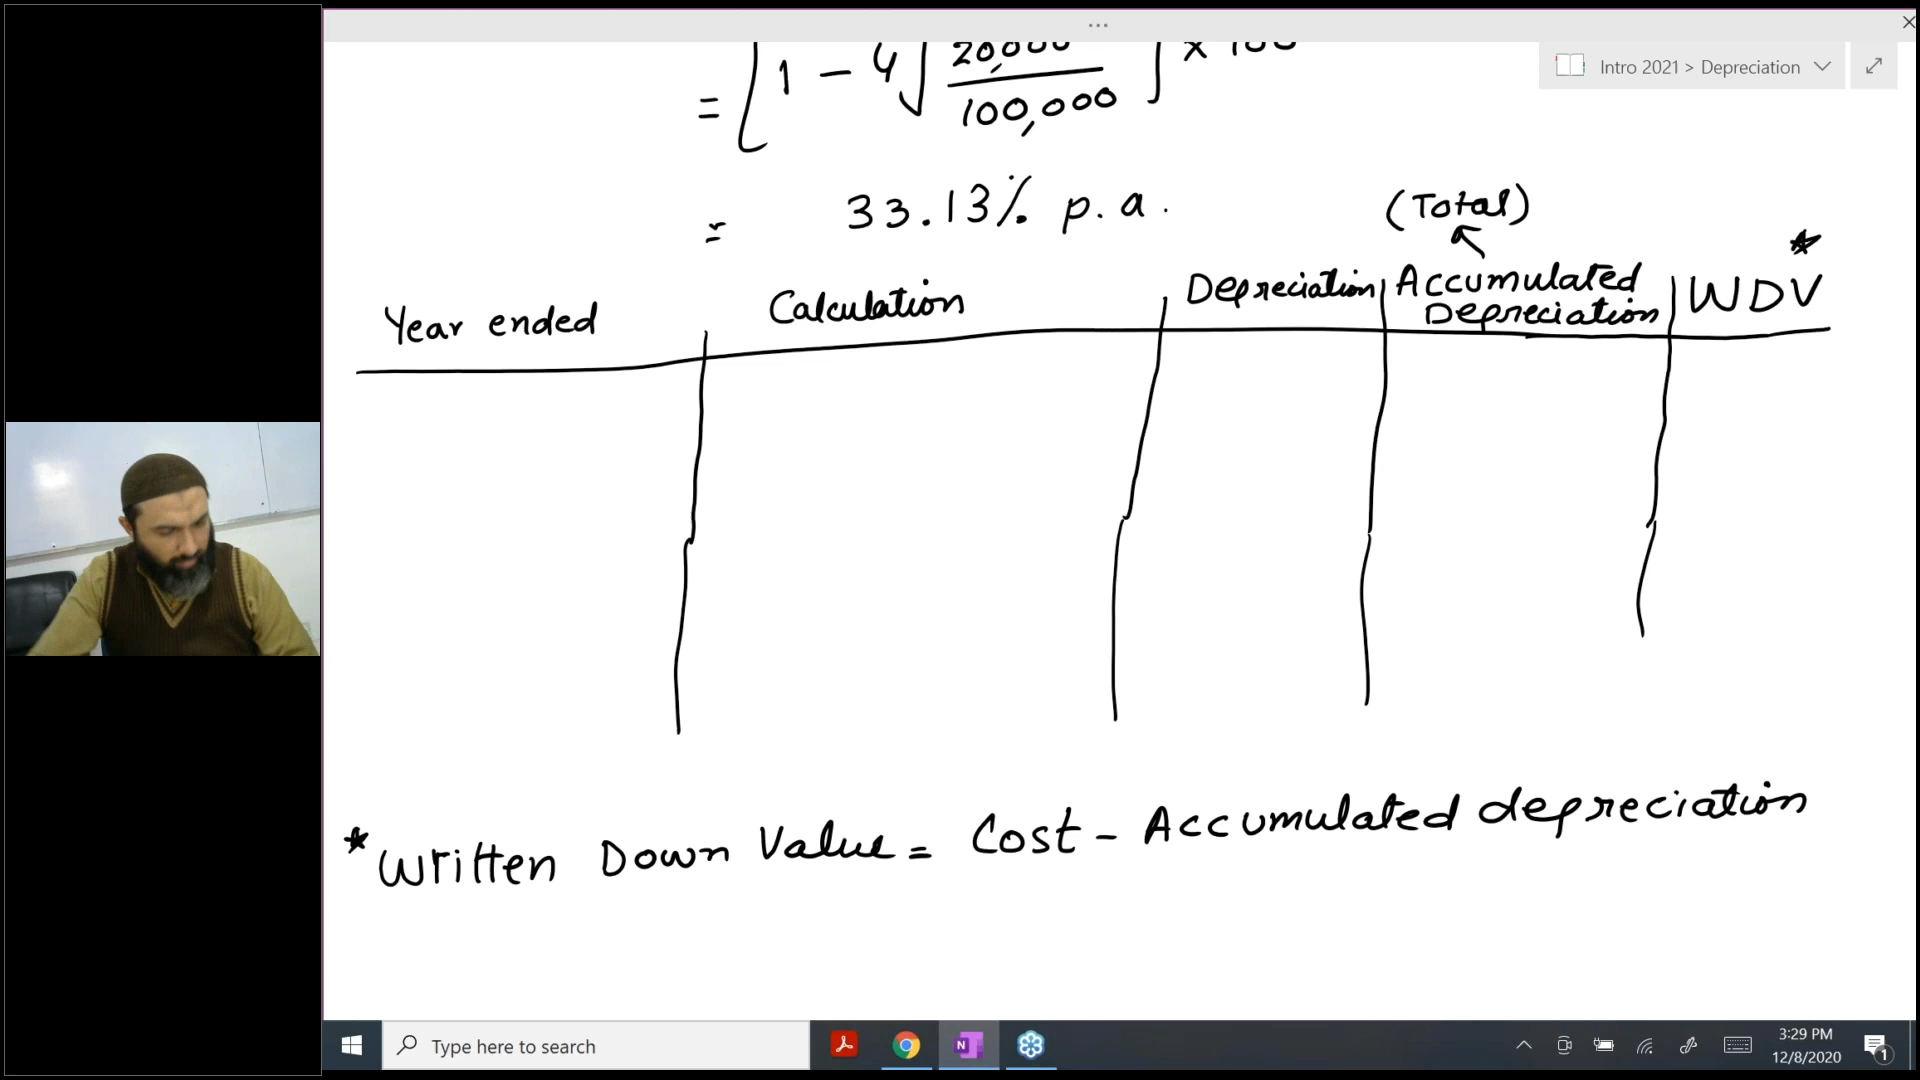 ...
Intro 2021 > Depreciation
= [ 1 - 4√ 20,000 / 100,000 ] x 100
= 33.13% p.a.
(Total)
Year ended Calculation Depreciation Accumulated Depreciation WDV *
* Written Down Value = Cost - Accumulated depreciation
Type here to search
3:29 PM
12/8/2020
1